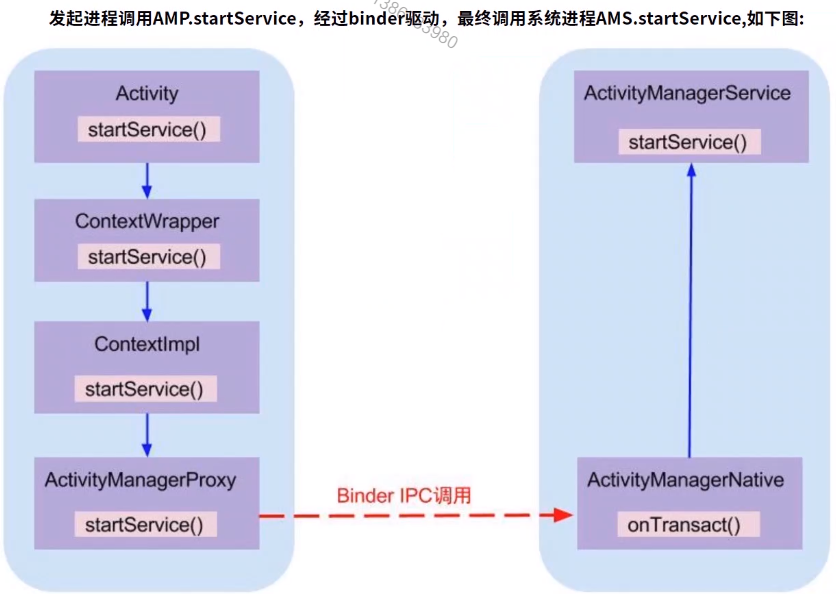 发起进程调用AMP.startService，经过binder驱动，最终调用系统进程AMS.startService,如下图:
Activity
startService()
ContextWrapper
startService()
ContextImpl
startService()
ActivityManagerProxy
startService()
Binder IPC调用
ActivityManagerService
startService()
ActivityManagerNative
onTransact()